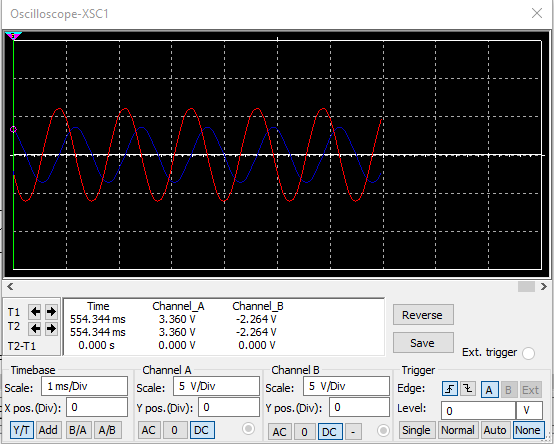 Oscilloscope-XSC1
T1
T2
T2-T1
Time Channel_A Channel_B
554.344 ms 3.360 V -2.264 V
554.344 ms 3.360 V -2.264 V
0.000 s 0.000 V 0.000 V
Reverse
Save
Ext. trigger
Timebase
Scale: 1 ms/Div
X pos.(Div): 0
Y/T Add B/A A/B
Channel A
Scale: 5 V/Div
Y pos.(Div): 0
AC 0 DC
Channel B
Scale: 5 V/Div
Y pos.(Div): 0
AC 0 DC -
Trigger
Edge: A B Ext
Level: 0 V
Single Normal Auto None